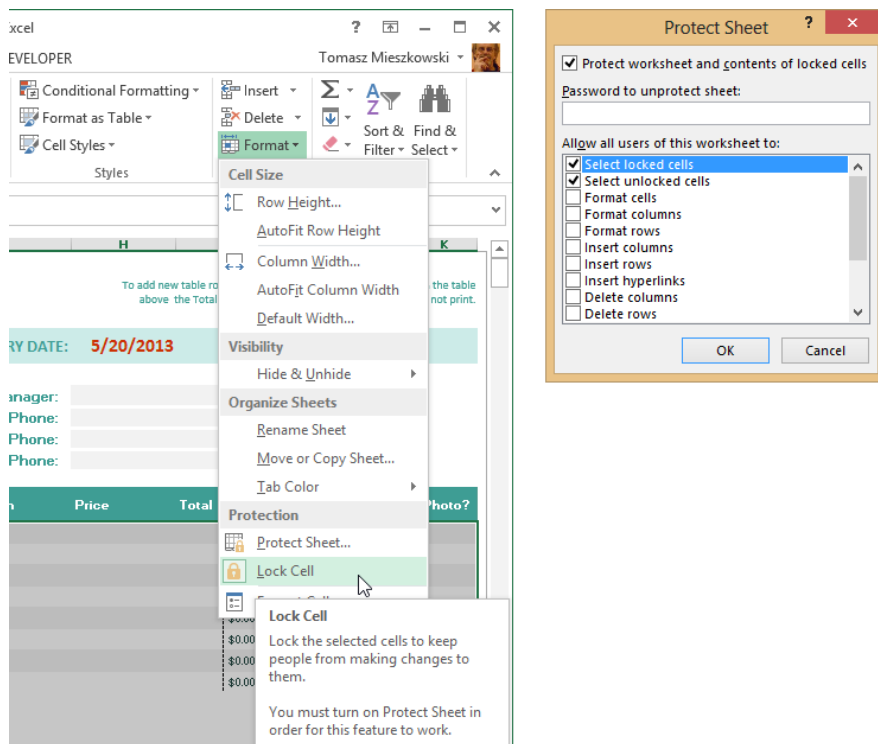 Excel
?
EVELOPER
Tomasz Mieszkowski
Conditional Formatting
Format as Table
Cell Styles
Styles
Insert
Delete
Format
Sort &
Filter
Find &
Select
Cell Size
Row Height...
AutoFit Row Height
Column Width...
AutoFit Column Width
Default Width...
Visibility
Hide & Unhide
Organize Sheets
Rename Sheet
Move or Copy Sheet...
Tab Color
Protection
Protect Sheet...
Lock Cell
Lock Cell
Lock the selected cells to keep
people from making changes to
them.
You must turn on Protect Sheet in
order for this feature to work.
H
K
To add new table ro
the table
above the Total
not print.
RY DATE: 5/20/2013
anager:
Phone:
Phone:
Phone:
Price
Total
Photo?
$0.00
$0.00
$0.00
$0.00
Protect Sheet
?
Protect worksheet and contents of locked cells
Password to unprotect sheet:
Allow all users of this worksheet to:
Select locked cells
Select unlocked cells
Format cells
Format columns
Format rows
Insert columns
Insert rows
Insert hyperlinks
Delete columns
Delete rows
OK
Cancel